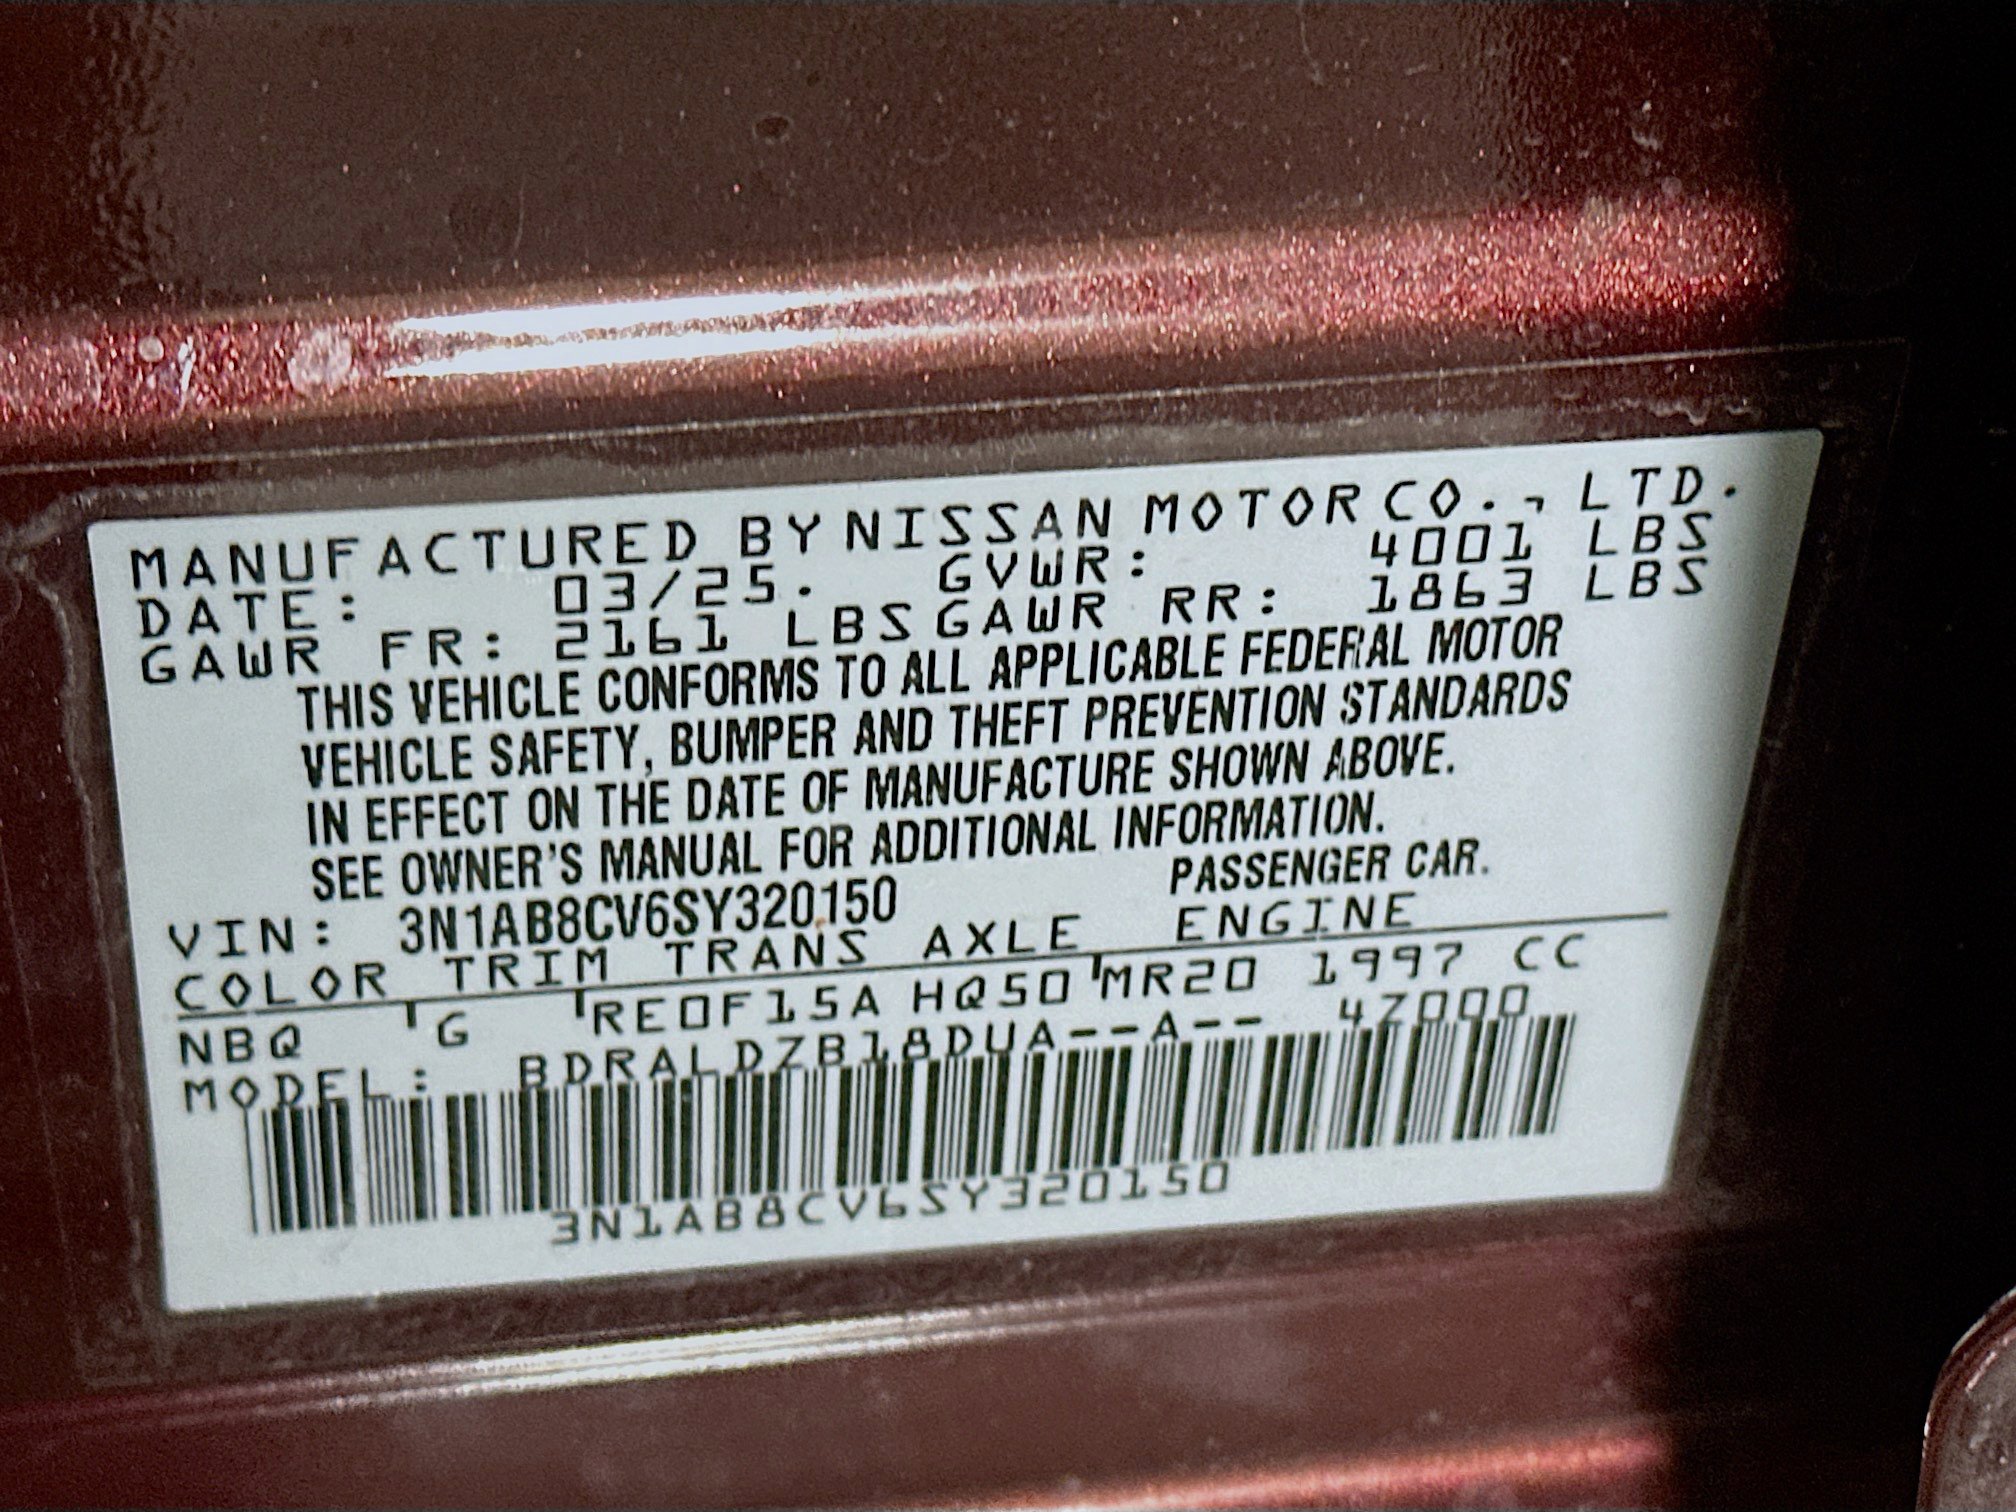 MANUFACTURED BY NISSAN MOTOR CO., LTD.
DATE: 03/25. GVWR: 4001 LBS
GAWR FR: 2161 LBS GAWR RR: 1863 LBS
THIS VEHICLE CONFORMS TO ALL APPLICABLE FEDERAL MOTOR
VEHICLE SAFETY, BUMPER AND THEFT PREVENTION STANDARDS
IN EFFECT ON THE DATE OF MANUFACTURE SHOWN ABOVE.
SEE OWNER'S MANUAL FOR ADDITIONAL INFORMATION.
VIN: 3N1AB8CV6SY320150 PASSENGER CAR.
COLOR TRIM TRANS AXLE ENGINE
NBQ G RE0F15A HQ50 MR20 1997 CC
MODEL: BDRALDZB18DUA--A-- 4Z000
3N1AB8CV6SY320150